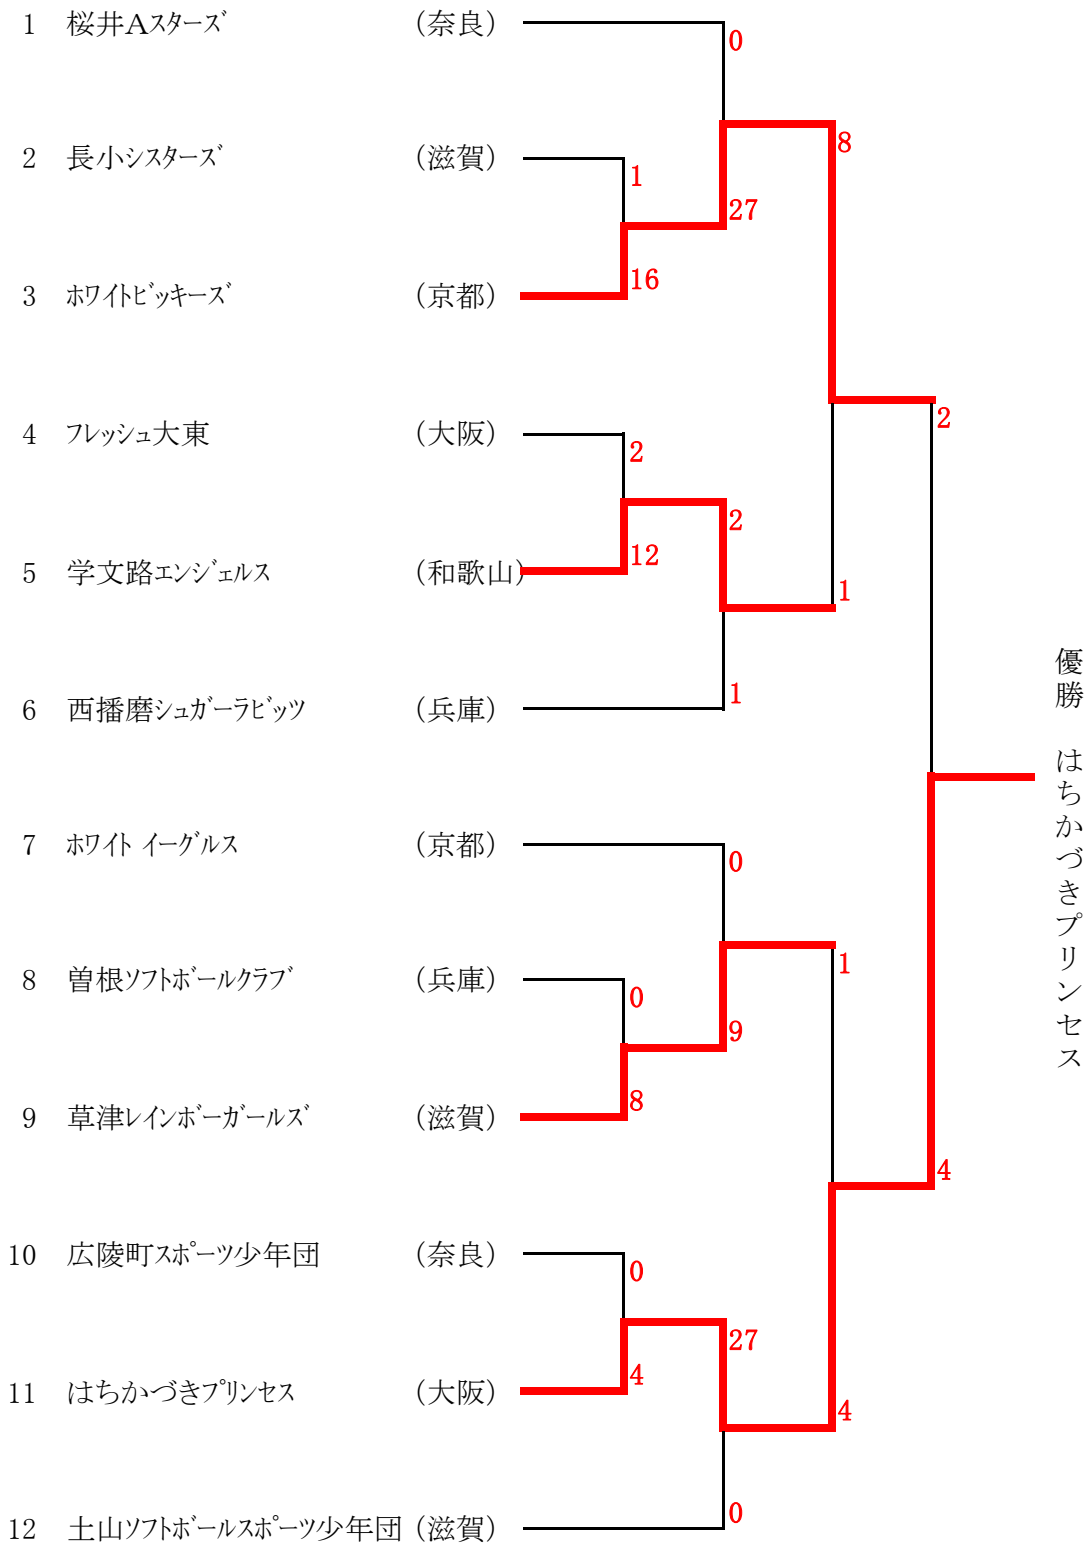 1 桜井Aスターズ (奈良)
0
8
2 長小シスターズ (滋賀)
1
27
3 ホワイトビッキーズ (京都)
16
2
4 フレッシュ大東 (大阪)
2
2
5 学文路エンジェルス (和歌山)
12
1
6 西播磨シュガーラビッツ (兵庫)
1
優勝 はちかづきプリンセス
7 ホワイト イーグルス (京都)
0
1
8 曽根ソフトボールクラブ (兵庫)
0
9
9 草津レインボーガールズ (滋賀)
8
4
10 広陵町スポーツ少年団 (奈良)
0
27
11 はちかづきプリンセス (大阪)
4
4
12 土山ソフトボールスポーツ少年団 (滋賀)
0